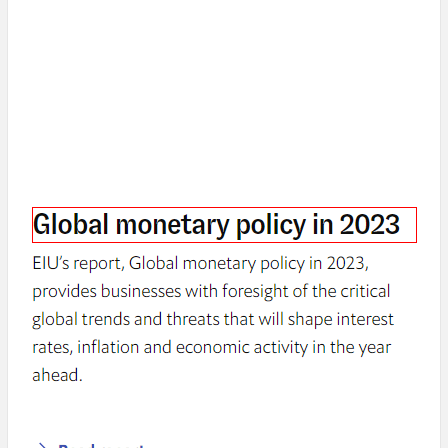 Global monetary policy in 2023
EIU’s report, Global monetary policy in 2023,
provides businesses with foresight of the critical
global trends and threats that will shape interest
rates, inflation and economic activity in the year
ahead.